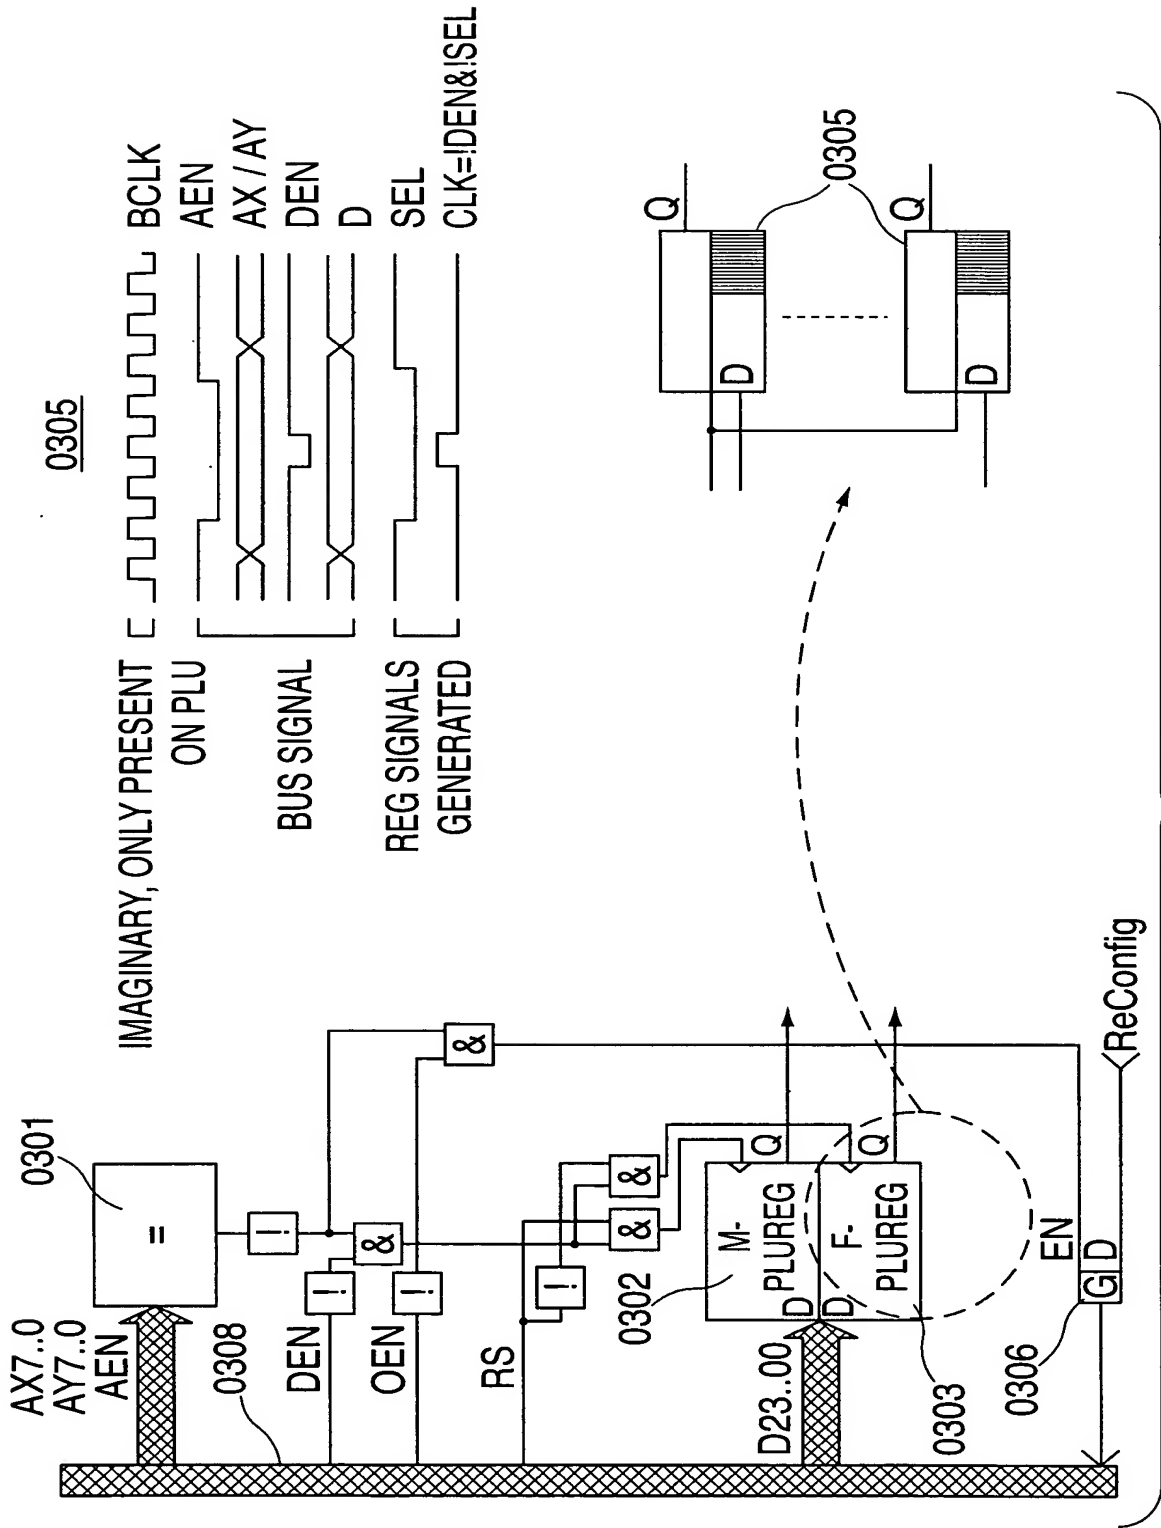 0305
IMAGINARY, ONLY PRESENT
ON PLU
BUS SIGNAL
REG SIGNALS
GENERATED
BCLK
AEN
AX / AY
DEN
D
SEL
CLK=!DEN&!SEL
AX7..0
AY7..0
AEN
0301
=
0308
!
DEN
!
&
&
OEN
!
RS
!
&
&
0302
M-
PLUREG
D
Q
D23..00
F-
PLUREG
D
Q
0303
0306
EN
G
D
ReConfig
Q
D
0305
Q
D